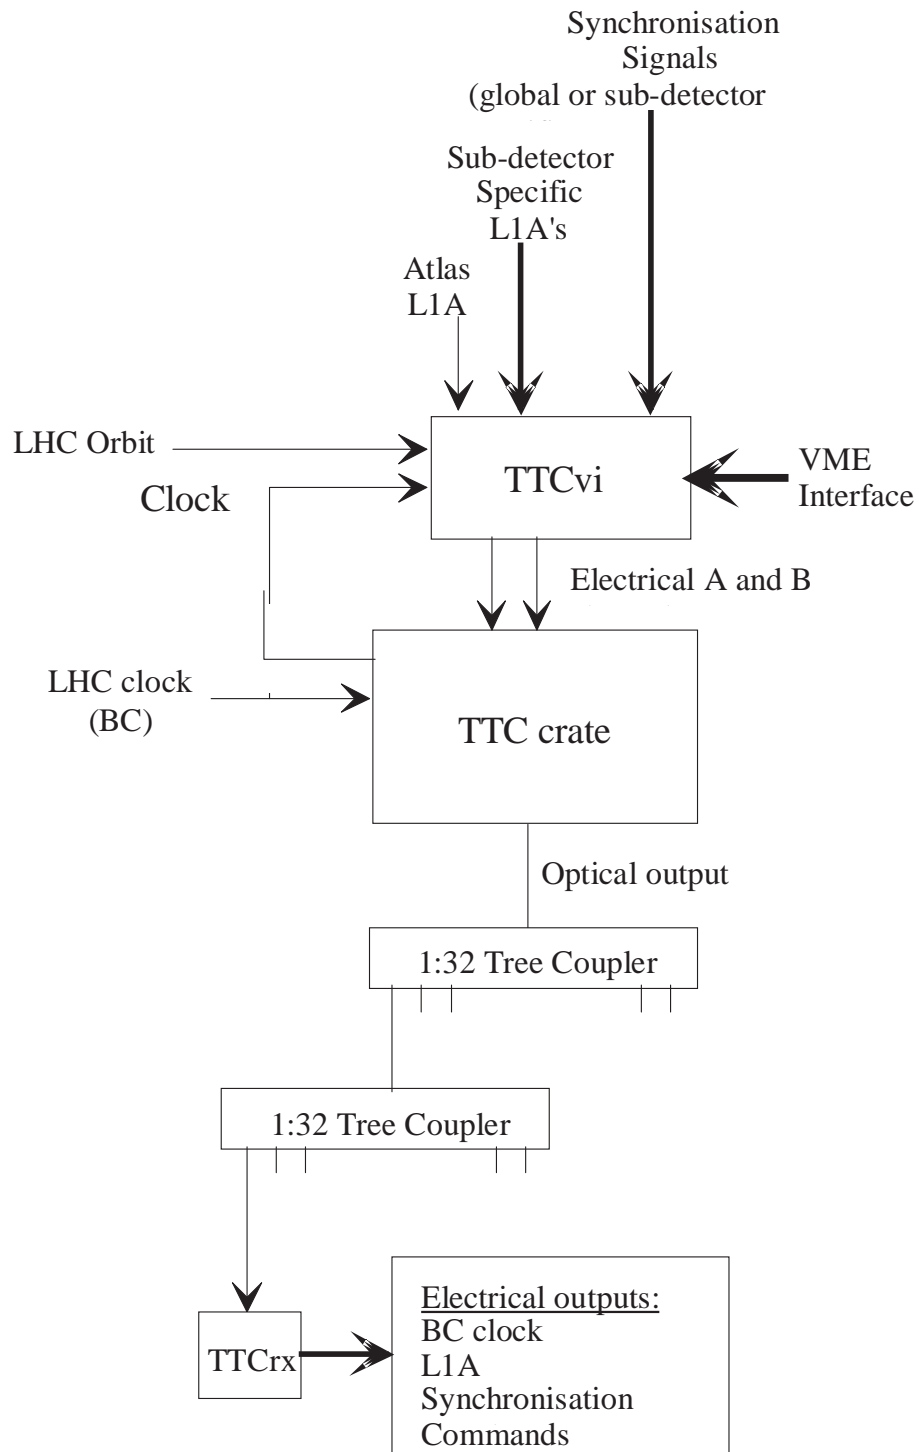 Synchronisation
Signals
(global or sub-detector
Sub-detector
Specific
L1A's
Atlas
L1A
LHC Orbit
Clock
TTCvi
VME
Interface
Electrical A and B
LHC clock
(BC)
TTC crate
Optical output
1:32 Tree Coupler
1:32 Tree Coupler
TTCrx
Electrical outputs:
BC clock
L1A
Synchronisation
Commands